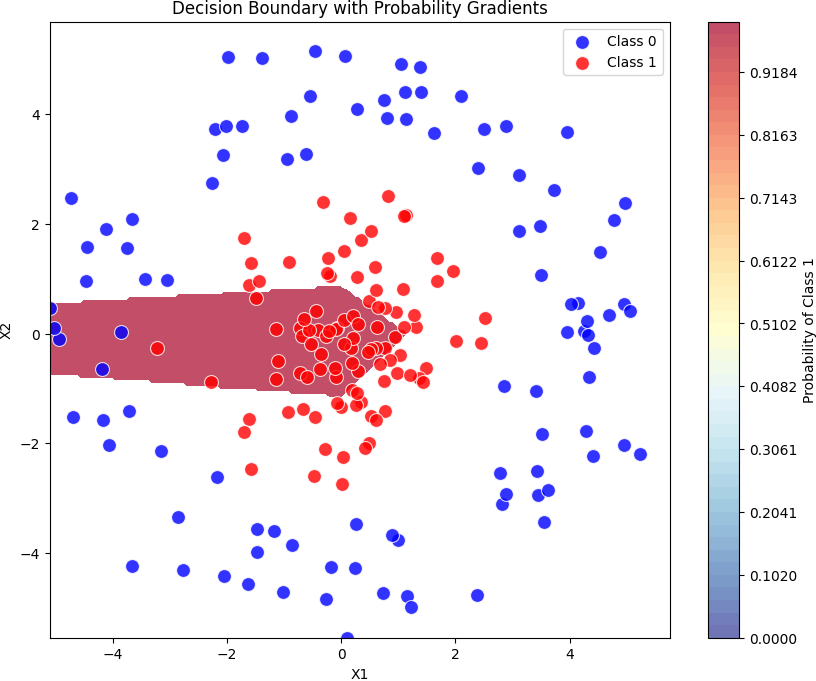 Decision Boundary with Probability Gradients
Class 0
Class 1
4
2
0
−2
−4
X2
−4 −2 0 2 4
X1
0.9184
0.8163
0.7143
0.6122
0.5102
0.4082
0.3061
0.2041
0.1020
0.0000
Probability of Class 1